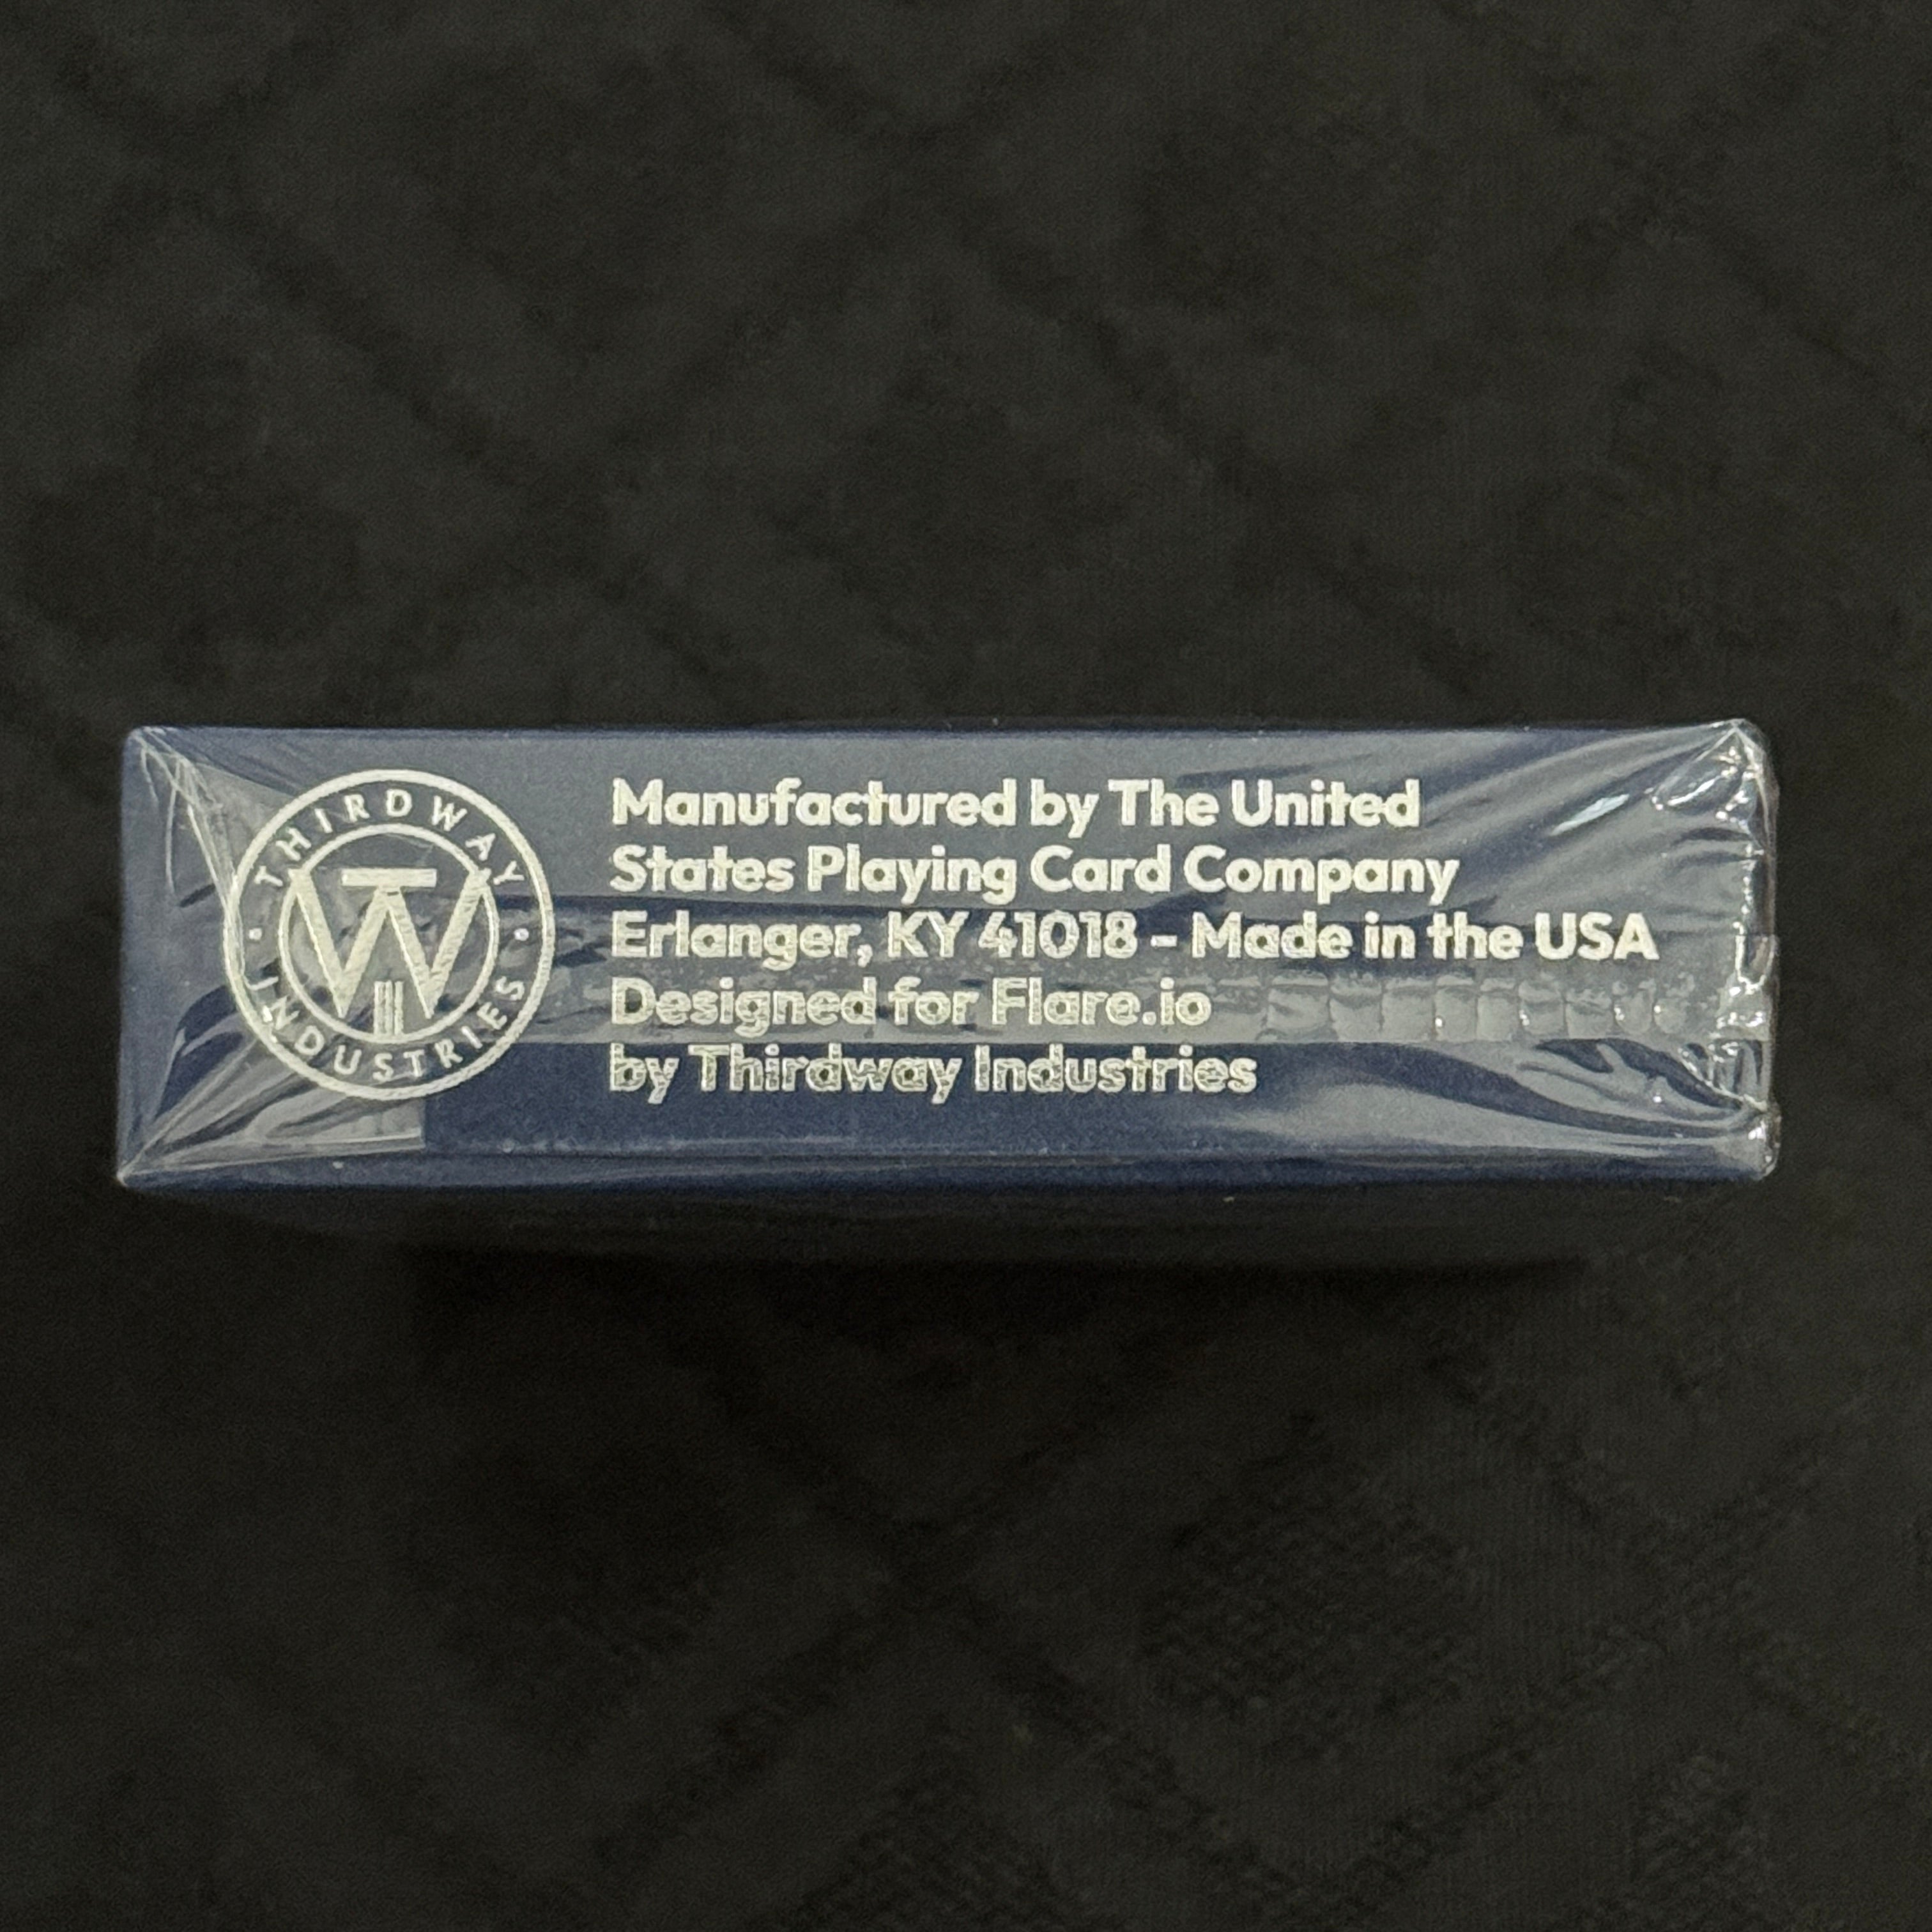 THIRDWAY
INDUSTRIES
TW
Manufactured by The United
States Playing Card Company
Erlanger, KY 41018 - Made in the USA
Designed for Flare.io
by Thirdway Industries